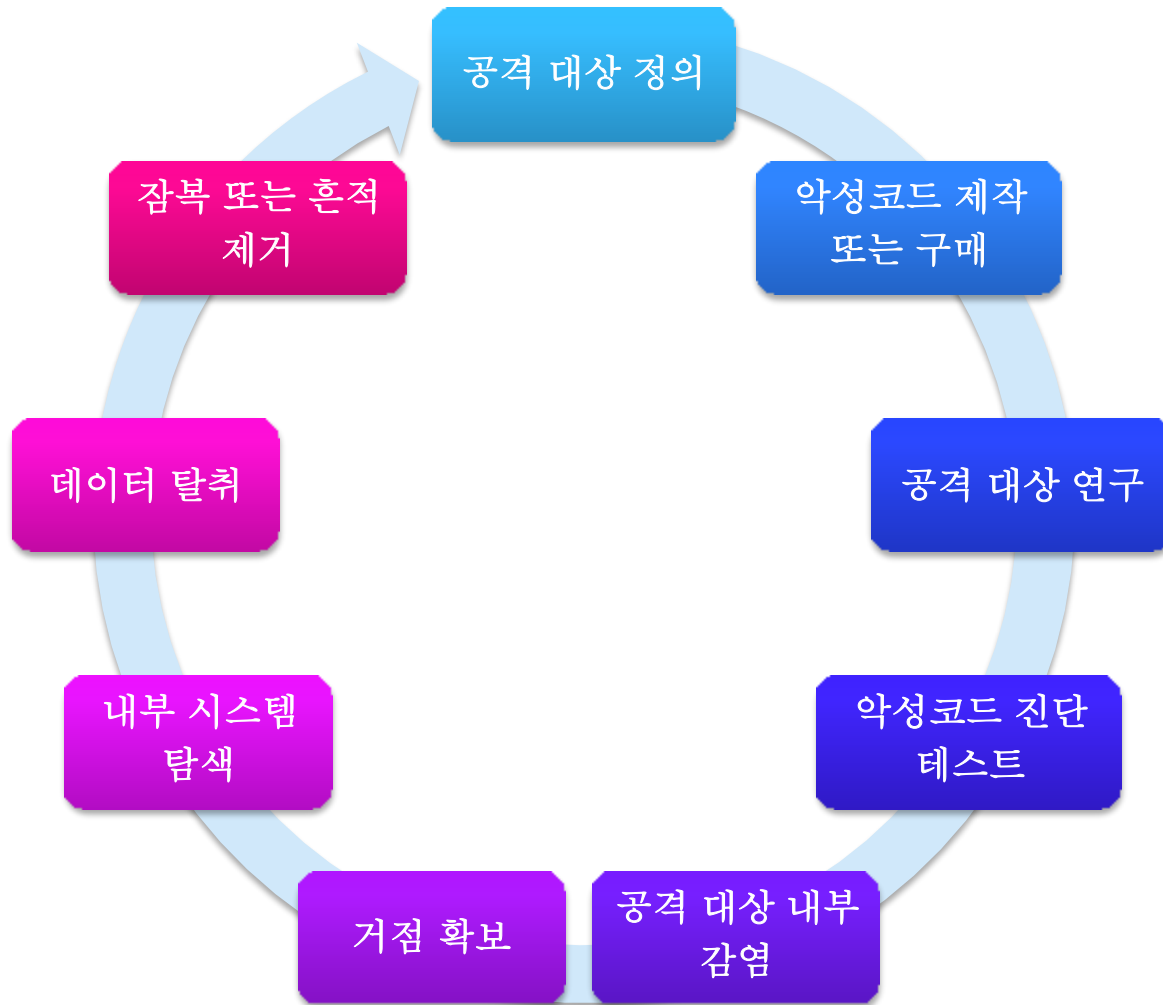 공격 대상 정의
악성코드 제작
또는 구매
공격 대상 연구
악성코드 진단
테스트
공격 대상 내부
감염
거점 확보
내부 시스템
탐색
데이터 탈취
잠복 또는 흔적
제거